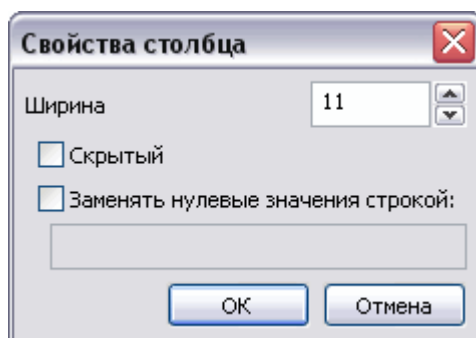 Свойства столбца
Ширина 11
Скрытый
Заменять нулевые значения строкой:
ОК Отмена